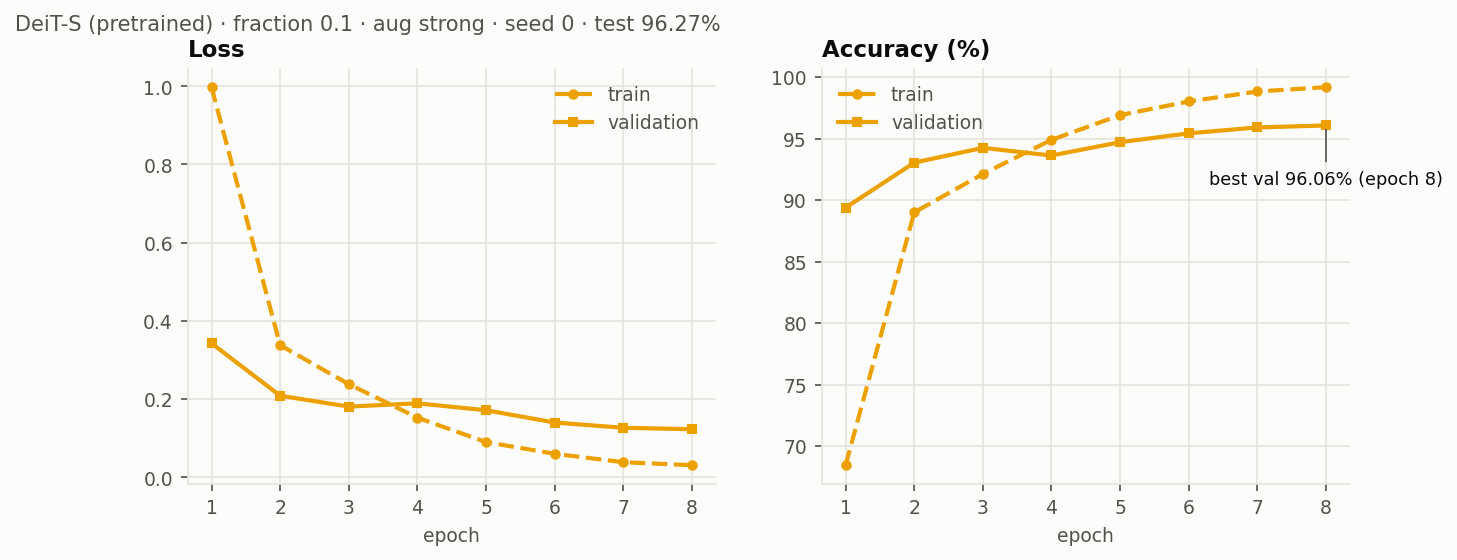 DeiT-S (pretrained) · fraction 0.1 · aug strong · seed 0 · test 96.27%
Loss
1.0
0.8
0.6
0.4
0.2
0.0
train
validation
1 2 3 4 5 6 7 8
epoch
Accuracy (%)
100
95
90
85
80
75
70
train
validation
best val 96.06% (epoch 8)
1 2 3 4 5 6 7 8
epoch